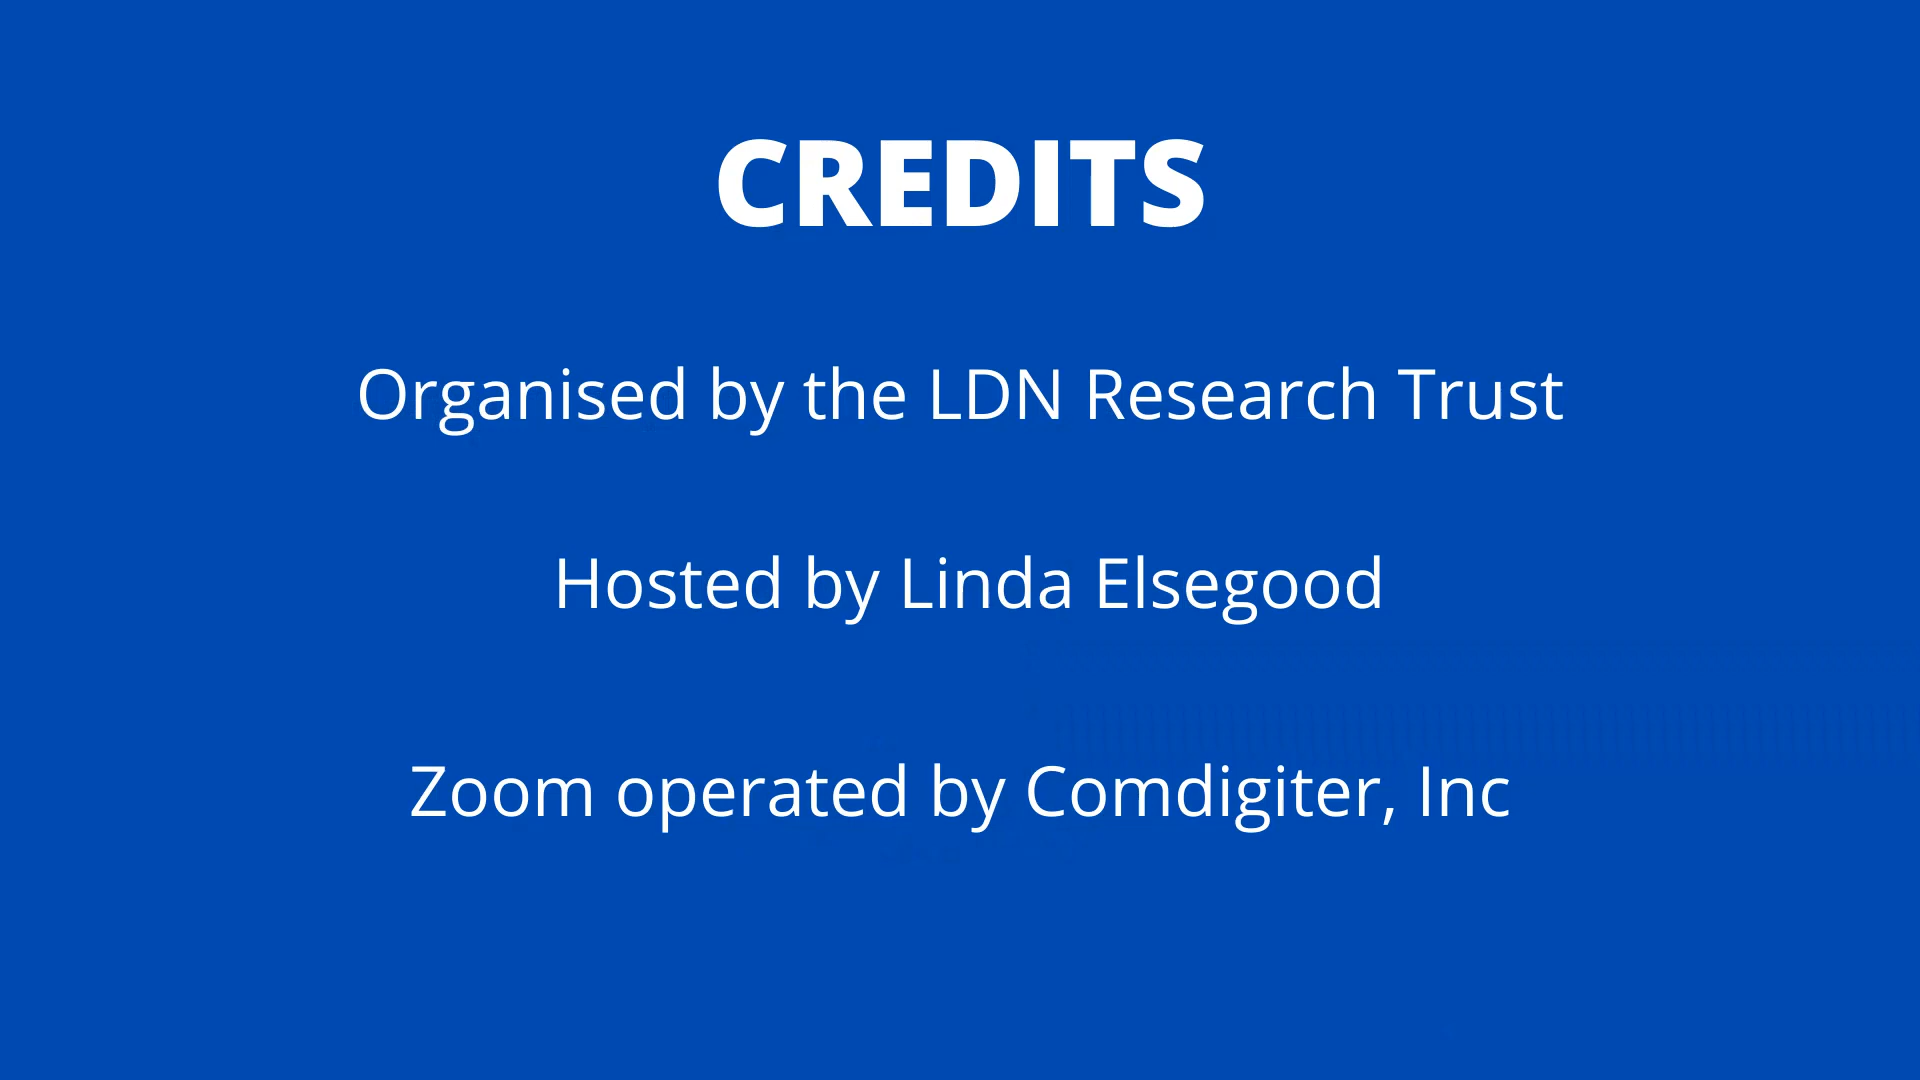 CREDITS
Organised by the LDN Research Trust
Hosted by Linda Elsegood
Zoom operated by Comdigiter, Inc